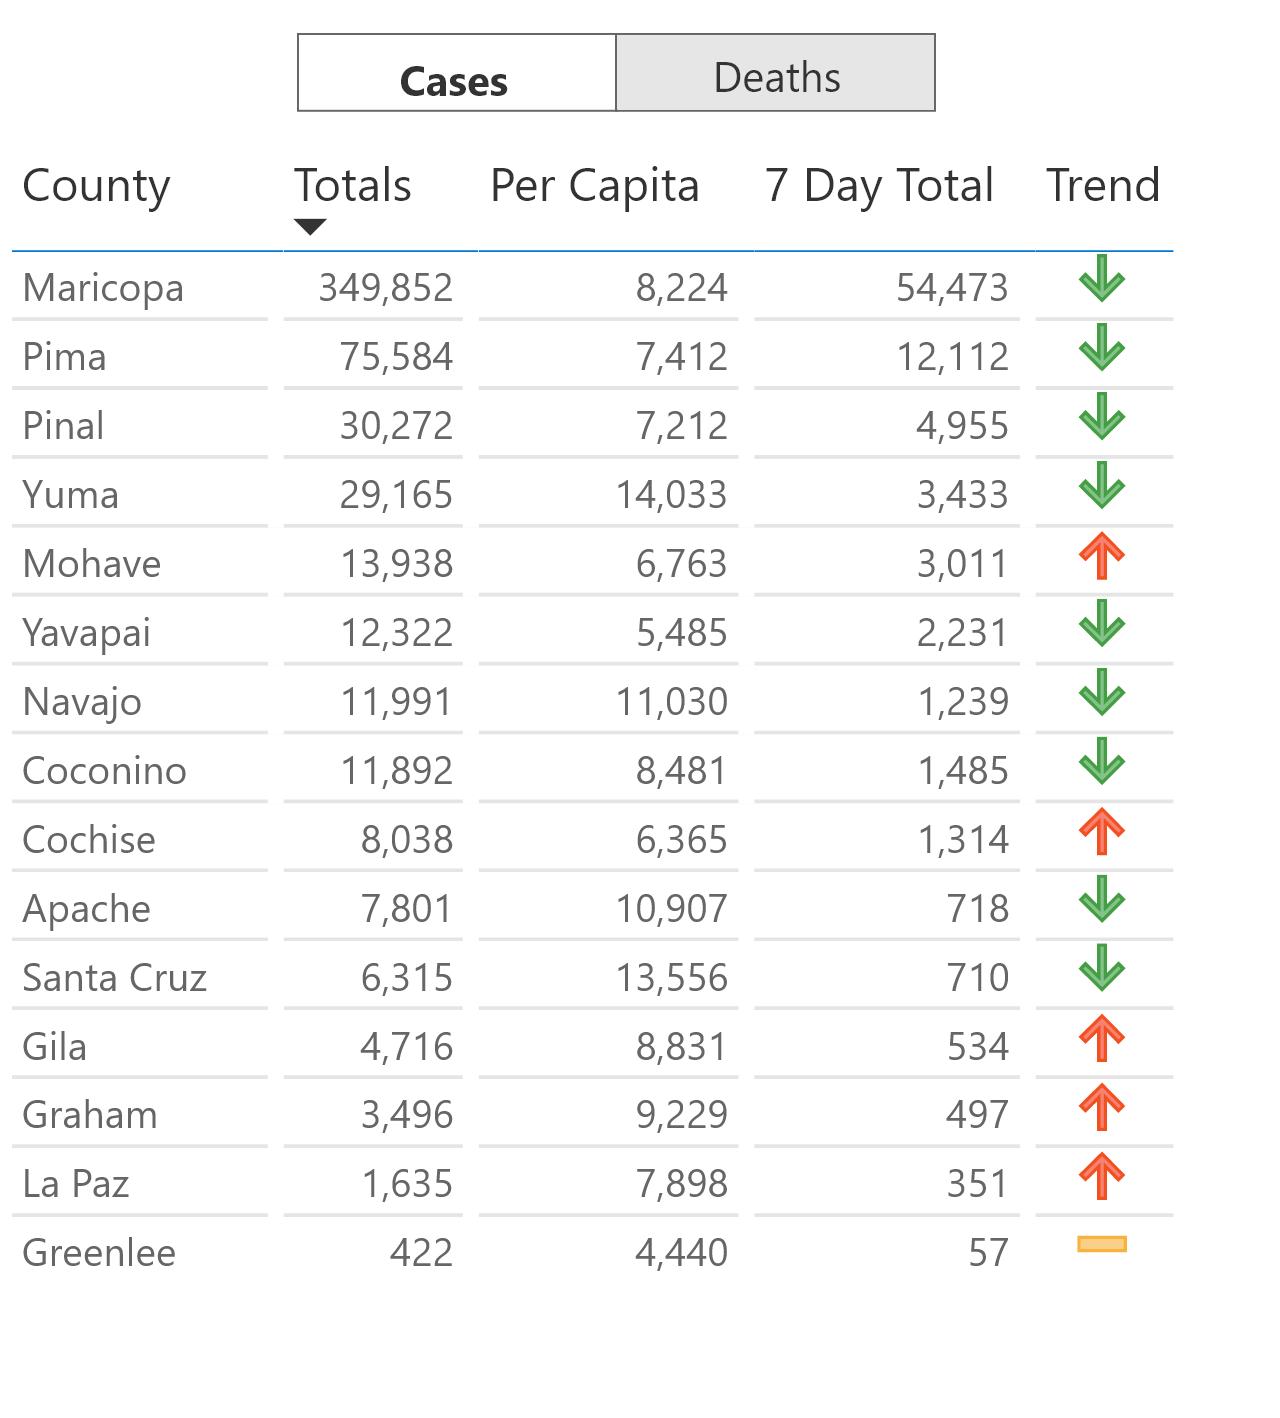 Cases Deaths
County Totals Per Capita 7 Day Total Trend
Maricopa 349,852 8,224 54,473
Pima 75,584 7,412 12,112
Pinal 30,272 7,212 4,955
Yuma 29,165 14,033 3,433
Mohave 13,938 6,763 3,011
Yavapai 12,322 5,485 2,231
Navajo 11,991 11,030 1,239
Coconino 11,892 8,481 1,485
Cochise 8,038 6,365 1,314
Apache 7,801 10,907 718
Santa Cruz 6,315 13,556 710
Gila 4,716 8,831 534
Graham 3,496 9,229 497
La Paz 1,635 7,898 351
Greenlee 422 4,440 57